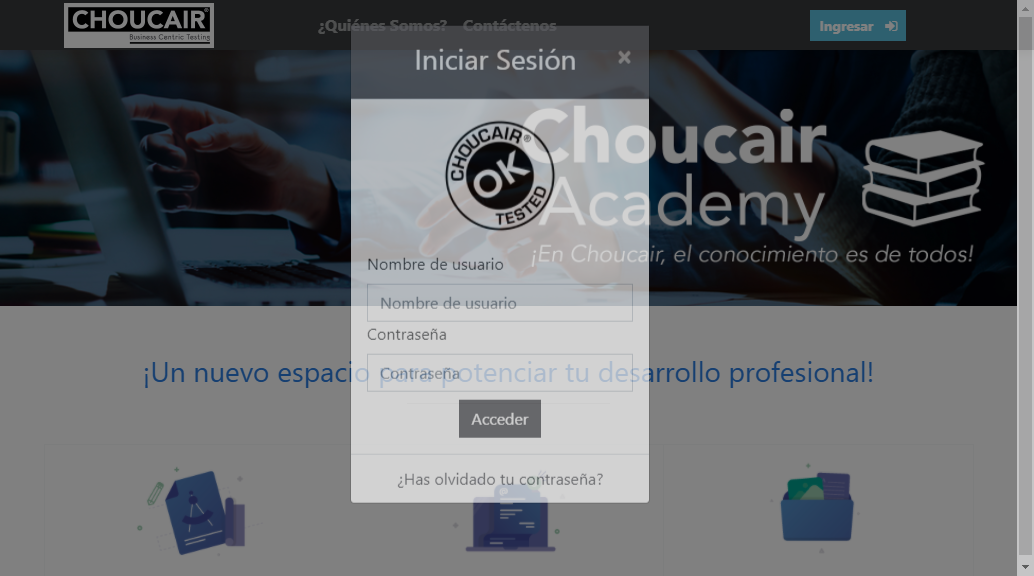 CHOUCAIR
Business Centric Testing
¿Quiénes Somos? Contáctenos
Ingresar
Iniciar Sesión
×
CHOUCAIR
OK
TESTED
Choucair
Academy
¡En Choucair, el conocimiento es de todos!
Nombre de usuario
Nombre de usuario
Contraseña
Contraseña
¡Un nuevo espacio para potenciar tu desarrollo profesional!
Acceder
¿Has olvidado tu contraseña?